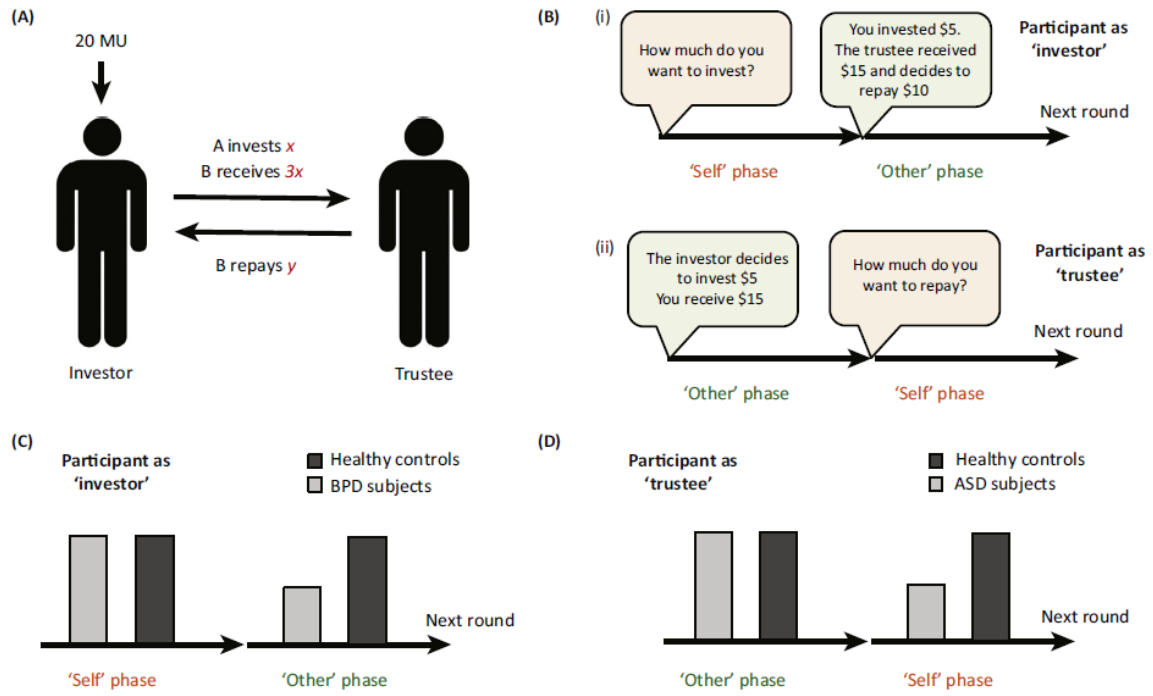 (A)
20 MU
A invests x
B receives 3x
B repays y
Investor
Trustee
(B)
(i)
How much do you
want to invest?
You invested $5.
The trustee received
$15 and decides to
repay $10
Participant as
‘investor’
Next round
‘Self’ phase
‘Other’ phase
(ii)
The investor decides
to invest $5
You receive $15
How much do you
want to repay?
Participant as
‘trustee’
Next round
‘Other’ phase
‘Self’ phase
(C)
Participant as
‘investor’
Healthy controls
BPD subjects
Next round
‘Self’ phase
‘Other’ phase
(D)
Participant as
‘trustee’
Healthy controls
ASD subjects
Next round
‘Other’ phase
‘Self’ phase